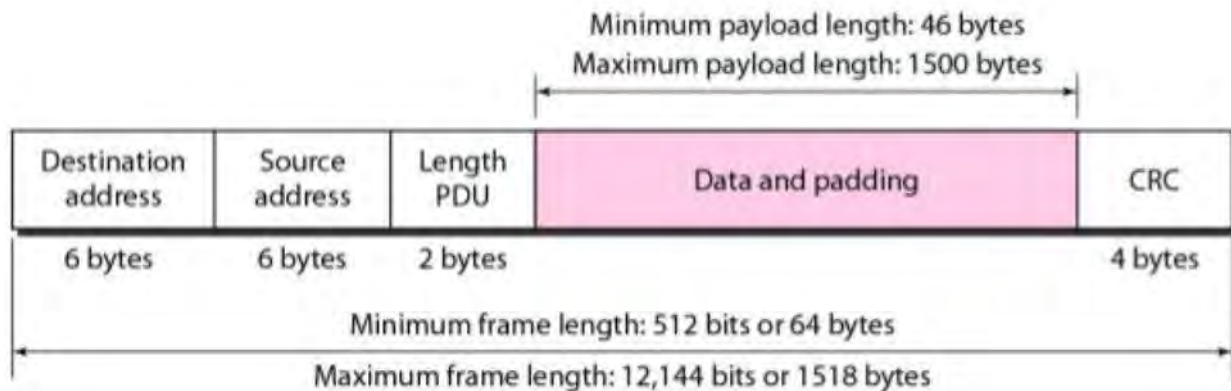 Minimum payload length: 46 bytes
Maximum payload length: 1500 bytes
Destination address
Source address
Length PDU
Data and padding
CRC
6 bytes
6 bytes
2 bytes
4 bytes
Minimum frame length: 512 bits or 64 bytes
Maximum frame length: 12,144 bits or 1518 bytes